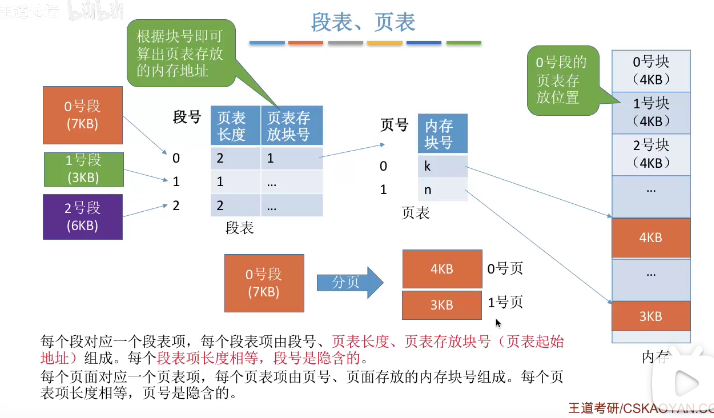 王道论坛 bilibili
段表、页表
根据块号即可
算出页表存放
的内存地址
0号段的
页表存
放位置
0号块
（4KB）
1号块
（4KB）
2号块
（4KB）
...
4KB
...
3KB
内存
0号段
(7KB)
1号段
(3KB)
2号段
(6KB)
段号
页表
长度
页表存
放块号
0
2
1
1
1
...
2
2
...
段表
页号
内存
块号
0
k
1
n
页表
0号段
(7KB)
分页
4KB
0号页
3KB
1号页
每个段对应一个段表项，每个段表项由段号、页表长度、页表存放块号（页表起始
地址）组成。每个段表项长度相等，段号是隐含的。
每个页面对应一个页表项，每个页表项由页号、页面存放的内存块号组成。每个页
表项长度相等，页号是隐含的。
王道考研/CSKAOYAN.CO